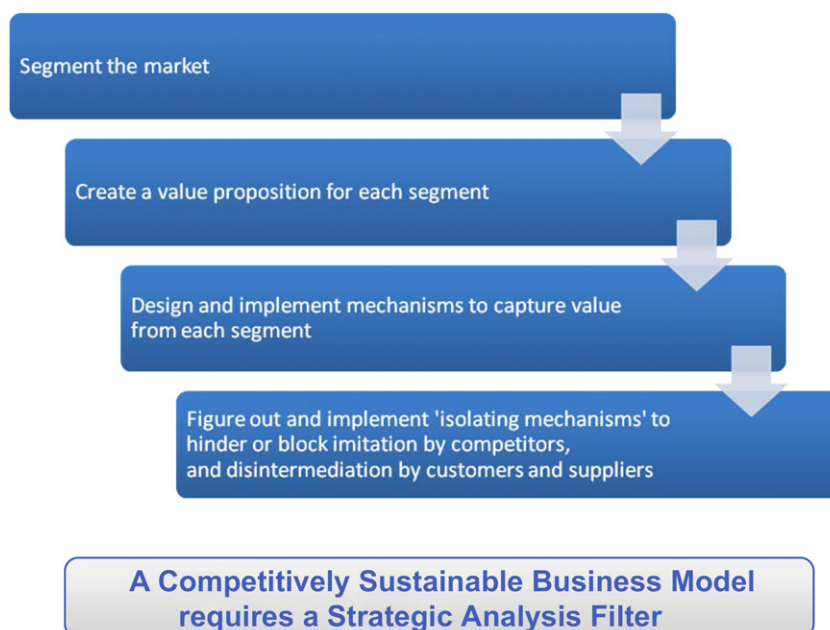 Segment the market
Create a value proposition for each segment
Design and implement mechanisms to capture value
from each segment
Figure out and implement 'isolating mechanisms' to
hinder or block imitation by competitors,
and disintermediation by customers and suppliers
A Competitively Sustainable Business Model
requires a Strategic Analysis Filter